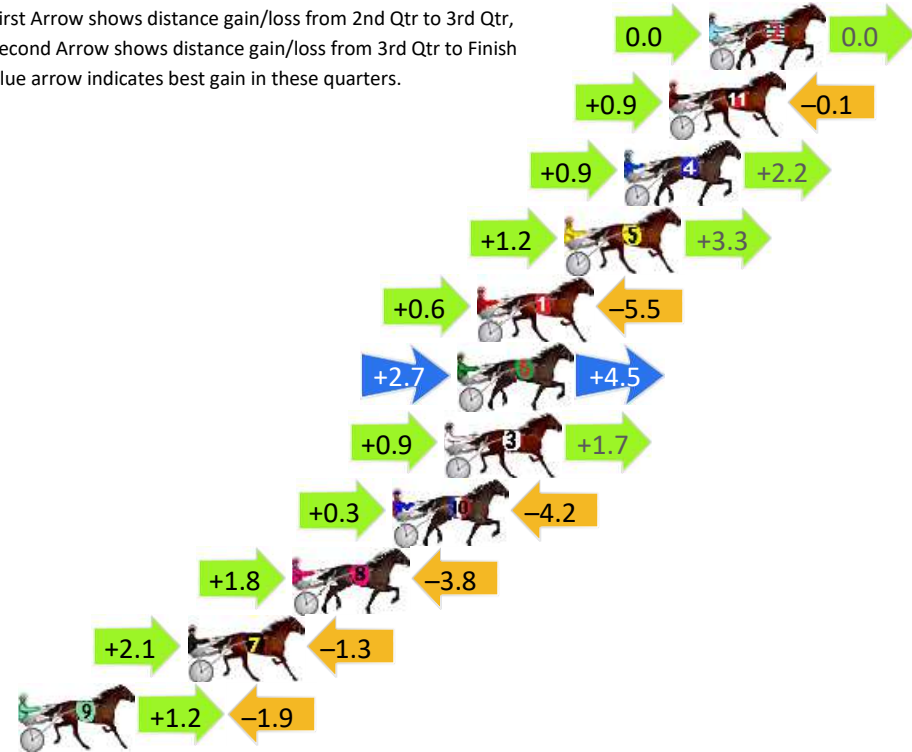 irst Arrow shows distance gain/loss from 2nd Qtr to 3rd Qtr,
econd Arrow shows distance gain/loss from 3rd Qtr to Finish
lue arrow indicates best gain in these quarters.
0.0 2 0.0
+0.9 11 –0.1
+0.9 4 +2.2
+1.2 5 +3.3
+0.6 1 –5.5
+2.7 6 +4.5
+0.9 3 +1.7
+0.3 10 –4.2
+1.8 8 –3.8
+2.1 7 –1.3
9 +1.2 –1.9